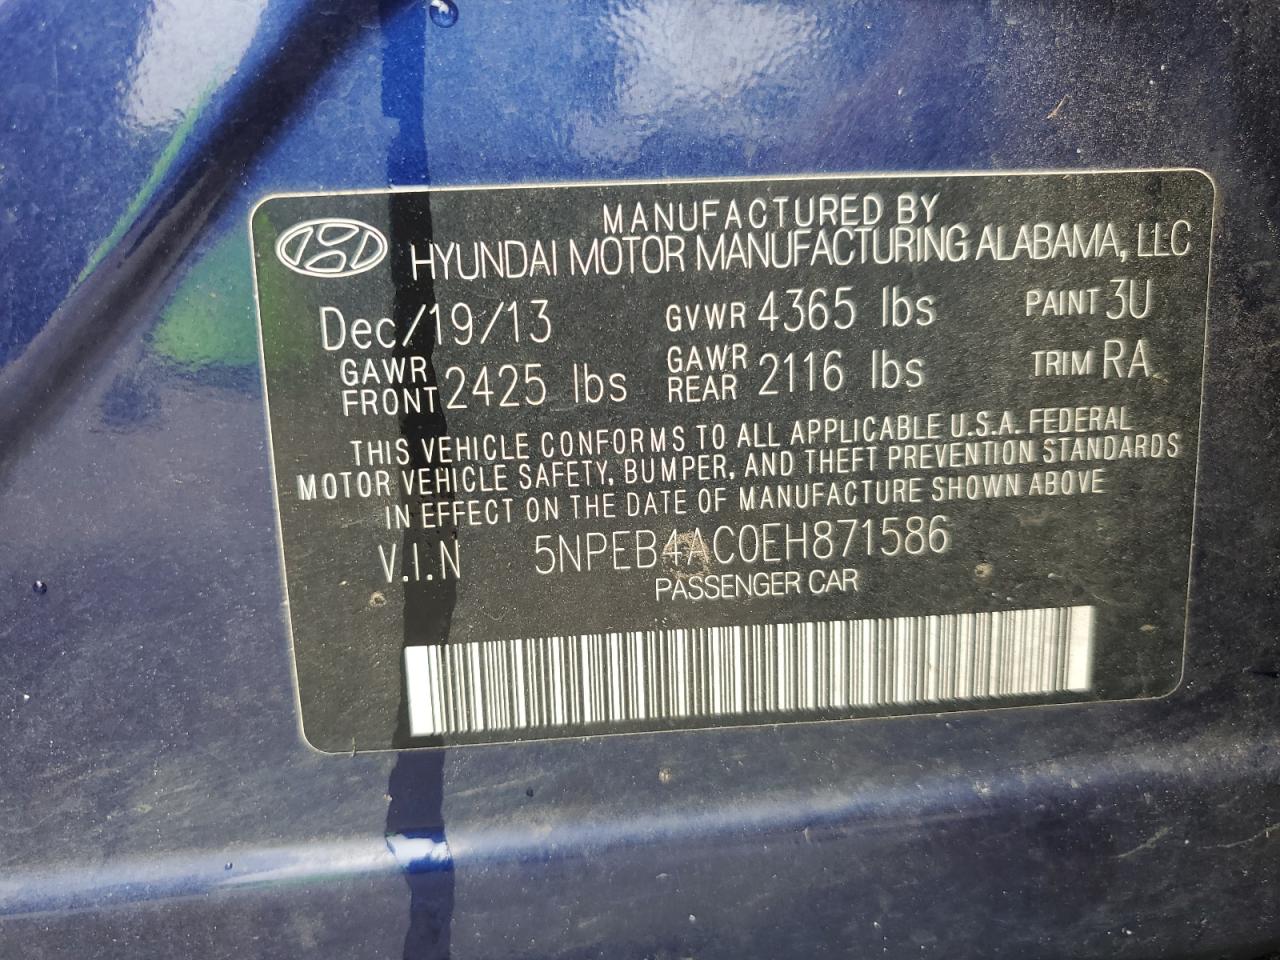 MANUFACTURED BY
HYUNDAI MOTOR MANUFACTURING ALABAMA, LLC
Dec/19/13 GVWR 4365 lbs PAINT 3U
GAWR FRONT 2425 lbs GAWR REAR 2116 lbs TRIM RA
THIS VEHICLE CONFORMS TO ALL APPLICABLE U.S.A. FEDERAL
MOTOR VEHICLE SAFETY, BUMPER, AND THEFT PREVENTION STANDARDS
IN EFFECT ON THE DATE OF MANUFACTURE SHOWN ABOVE
V.I.N 5NPEB4AC0EH871586
PASSENGER CAR